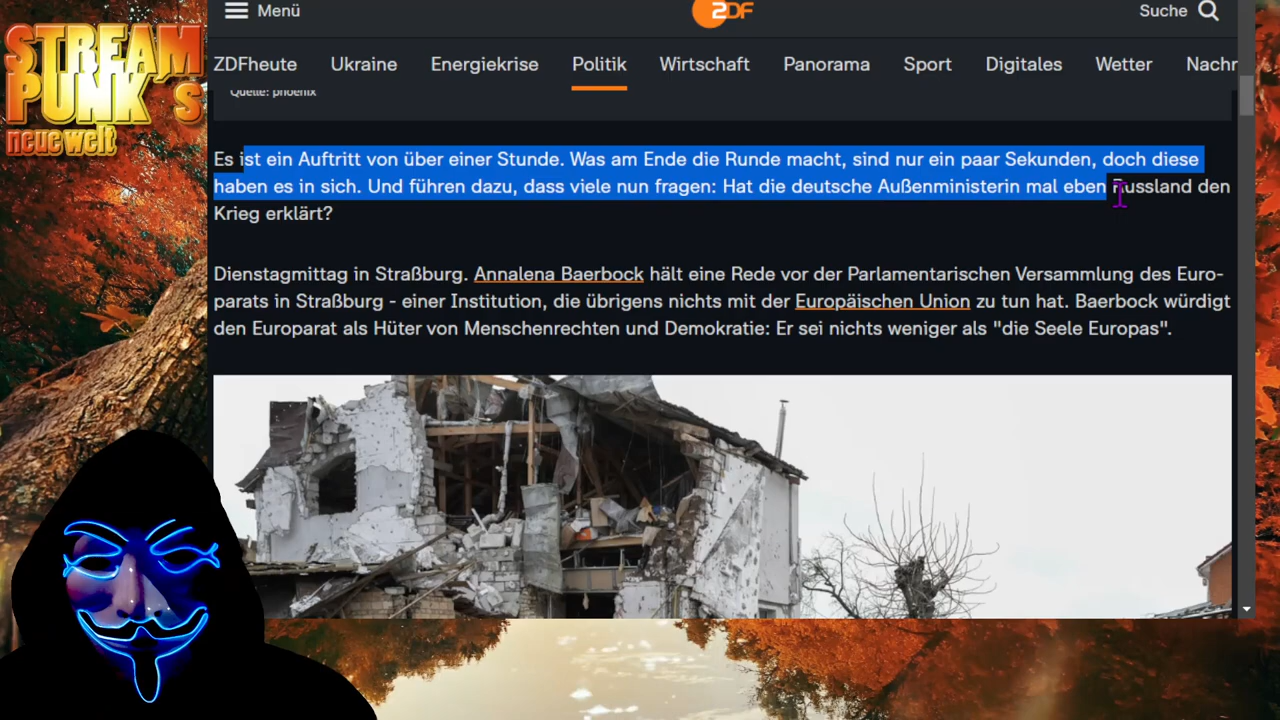 STREAM
PUNK´s
neuewelt
Menü
ZDF
Suche
ZDFheute Ukraine Energiekrise Politik Wirtschaft Panorama Sport Digitales Wetter Nachr
Quelle: phoenix
Es ist ein Auftritt von über einer Stunde. Was am Ende die Runde macht, sind nur ein paar Sekunden, doch diese
haben es in sich. Und führen dazu, dass viele nun fragen: Hat die deutsche Außenministerin mal eben Russland den
Krieg erklärt?
Dienstagmittag in Straßburg. Annalena Baerbock hält eine Rede vor der Parlamentarischen Versammlung des Euro-
parats in Straßburg - einer Institution, die übrigens nichts mit der Europäischen Union zu tun hat. Baerbock würdigt
den Europarat als Hüter von Menschenrechten und Demokratie: Er sei nichts weniger als "die Seele Europas".